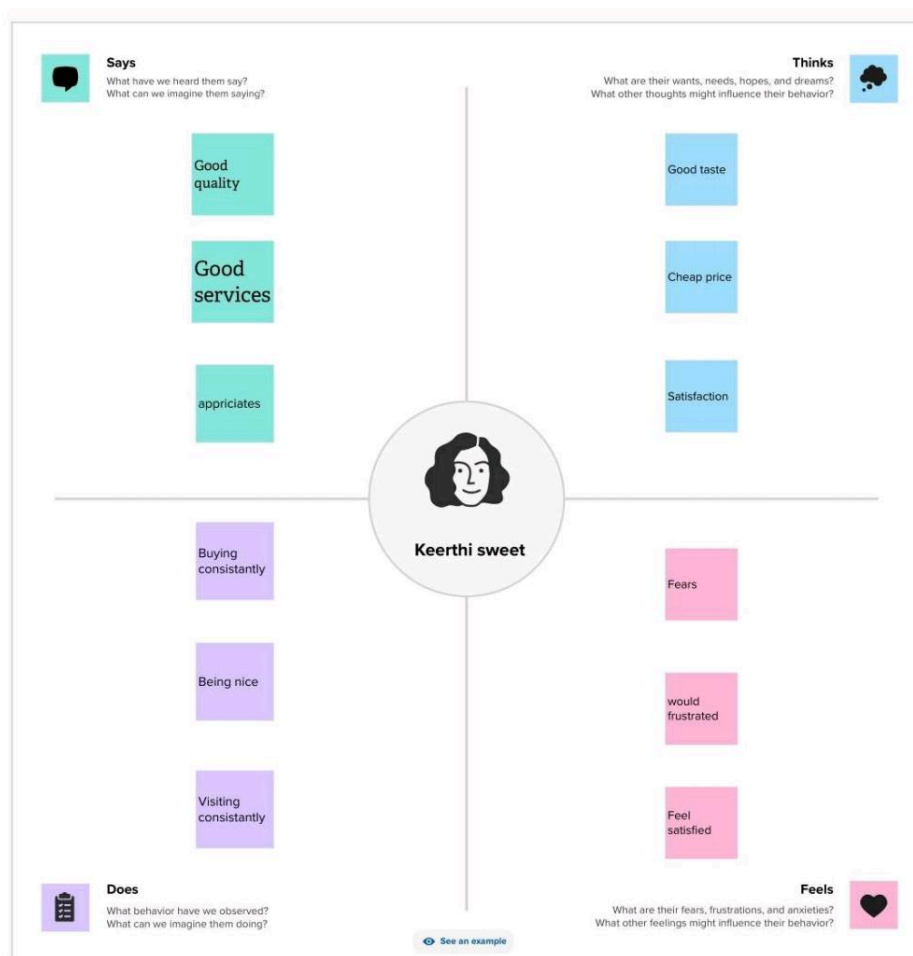 Says
What have we heard them say?
What can we imagine them saying?
Good
quality
Good
services
appriciates
Thinks
What are their wants, needs, hopes, and dreams?
What other thoughts might influence their behavior?
Good taste
Cheap price
Satisfaction
Keerthi sweet
Buying
consistantly
Being nice
Visiting
consistantly
Does
What behavior have we observed?
What can we imagine them doing?
Fears
would
frustrated
Feel
satisfied
Feels
What are their fears, frustrations, and anxieties?
What other feelings might influence their behavior?
See an example